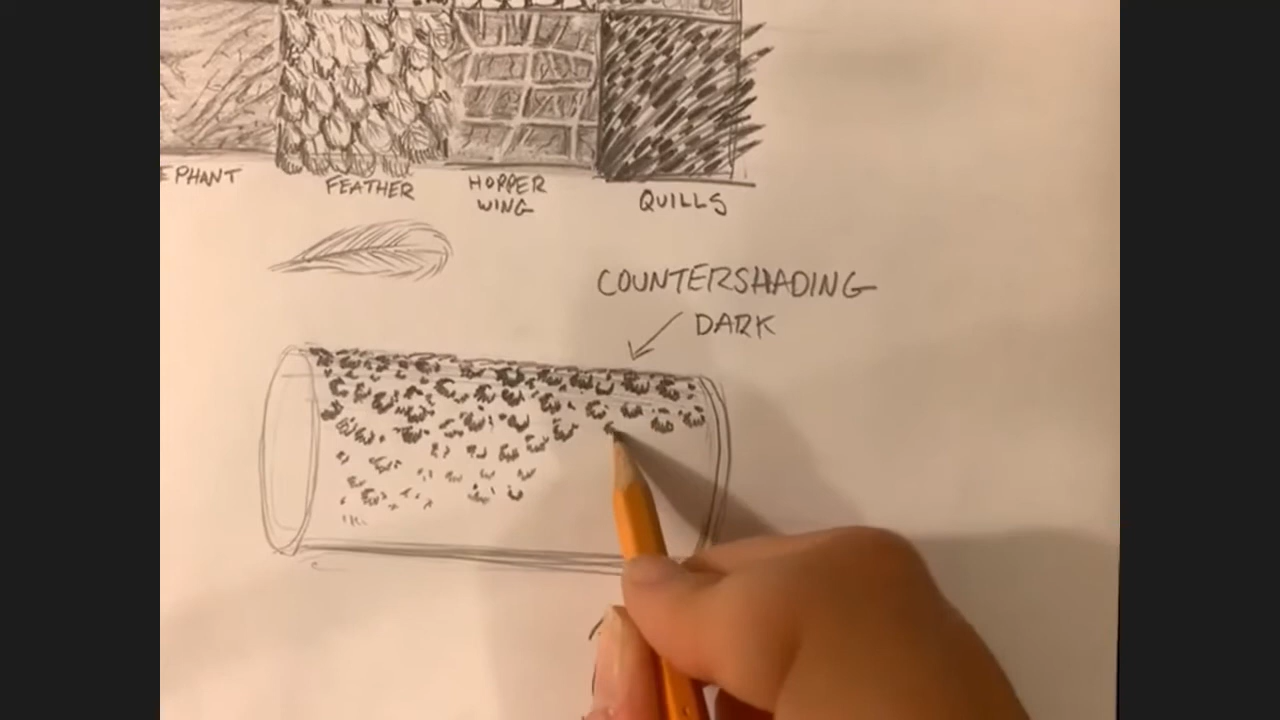 EPHANT
FEATHER
HOPPER
WING
QUILLS
COUNTERSHADING
DARK